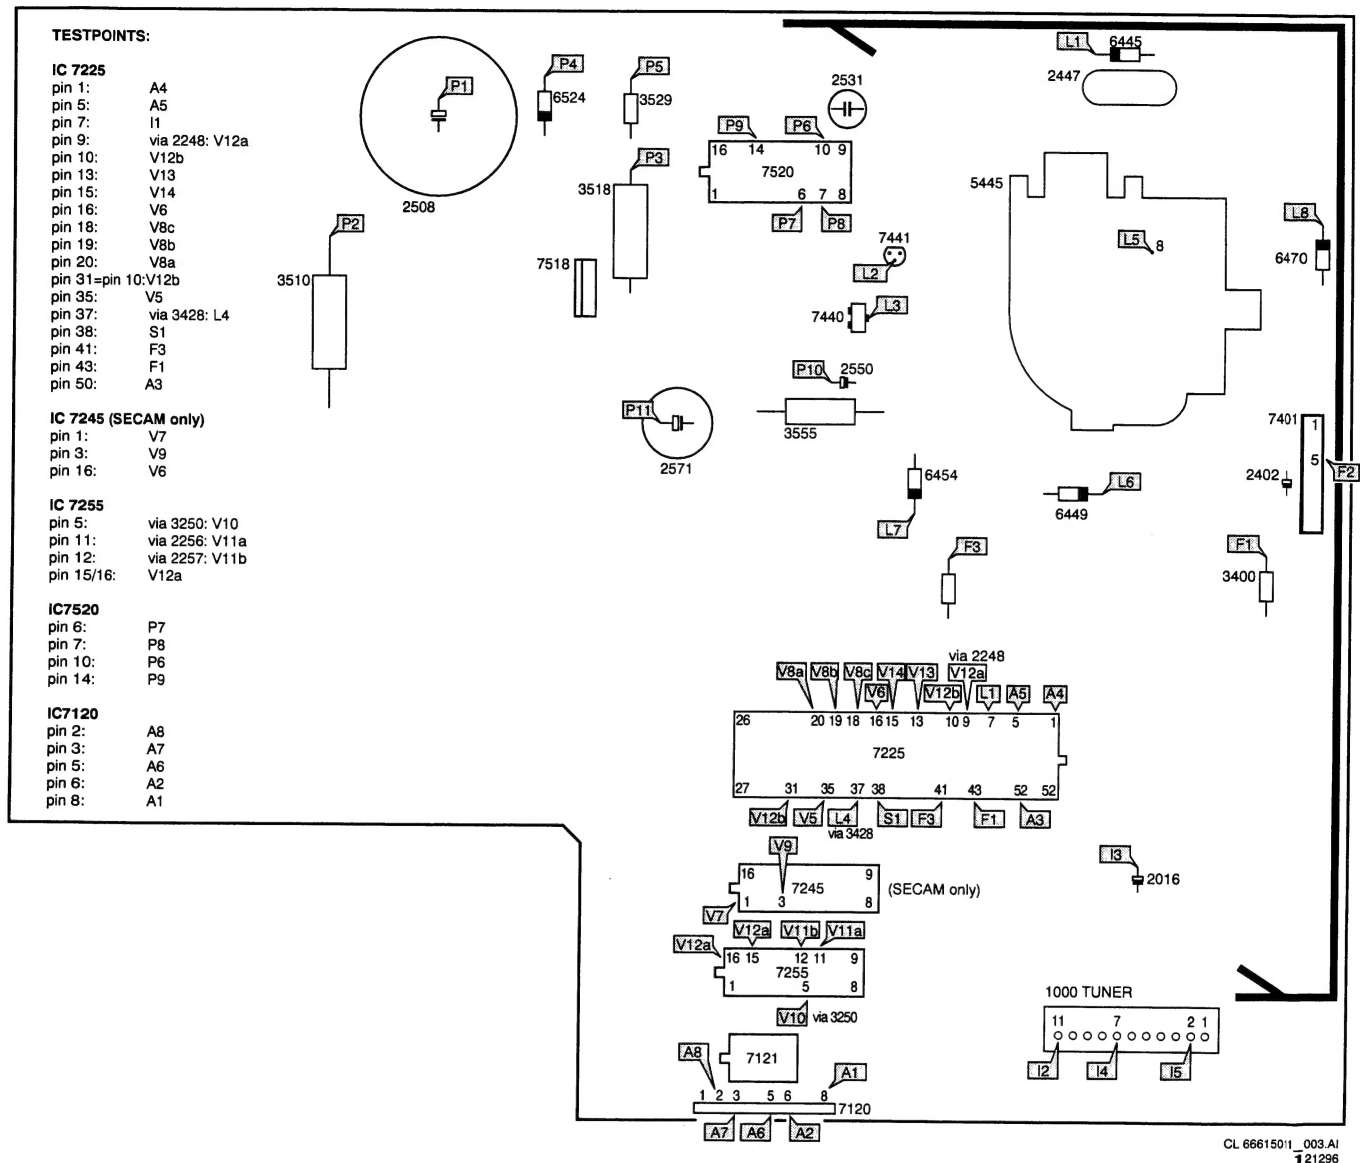 TESTPOINTS:
IC 7225
pin 1: A4
pin 5: A5
pin 7: I1
pin 9: via 2248: V12a
pin 10: V12b
pin 13: V13
pin 15: V14
pin 16: V6
pin 18: V8c
pin 19: V8b
pin 20: V8a
pin 31=pin 10:V12b
pin 35: V5
pin 37: via 3428: L4
pin 38: S1
pin 41: F3
pin 43: F1
pin 50: A3
IC 7245 (SECAM only)
pin 1: V7
pin 3: V9
pin 16: V6
IC 7255
pin 5: via 3250: V10
pin 11: via 2256: V11a
pin 12: via 2257: V11b
pin 15/16: V12a
IC7520
pin 6: P7
pin 7: P8
pin 10: P6
pin 14: P9
IC7120
pin 2: A8
pin 3: A7
pin 5: A6
pin 6: A2
pin 8: A1
P1
2508
P4
6524
P5
3529
P3
3518
P2
3510
7518
2531
P9 P6
16 14 10 9
7520
1 6 7 8
P7 P8
7441
L2
L3
7440
P10 2550
3555
P11
2571
L1 6445
2447
5445
L5 8
L8
6470
7401 1
5
F2
2402
6454
L7
L6
6449
F3
F1
3400
via 2248
V8a V8b V8c V14 V13 V12a
V6 V12b L1 A5 A4
26 20 19 18 16 15 13 10 9 7 5 1
7225
27 31 35 37 38 41 43 52 52
V12b V5 L4 S1 F3 F1 A3
via 3428
V9
16 9
7245 (SECAM only)
1 3 8
V7
V12a V12a V11b V11a
16 15 12 11 9
7255
1 5 8
V10 via 3250
I3
2016
1000 TUNER
11 7 2 1
I2 I4 I5
A8 7121 A1
1 2 3 5 6 8
7120
A7 A6 A2
CL 66615011_003.AI
121296